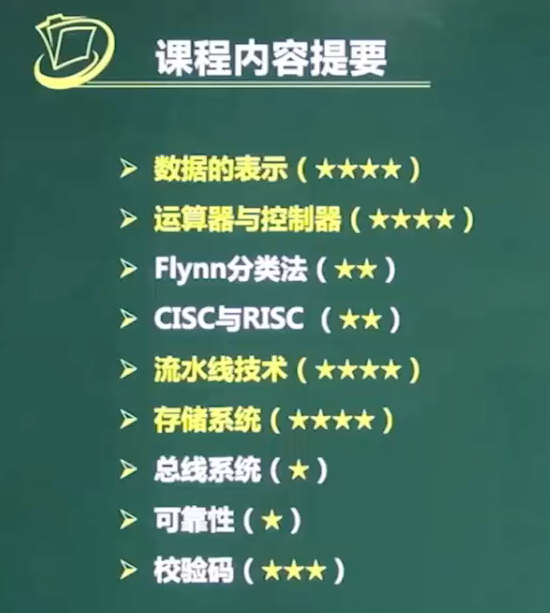 课程内容提要
数据的表示（★★★★）
运算器与控制器（★★★★）
Flynn分类法（★★）
CISC与RISC（★★）
流水线技术（★★★★）
存储系统（★★★★）
总线系统（★）
可靠性（★）
校验码（★★★）